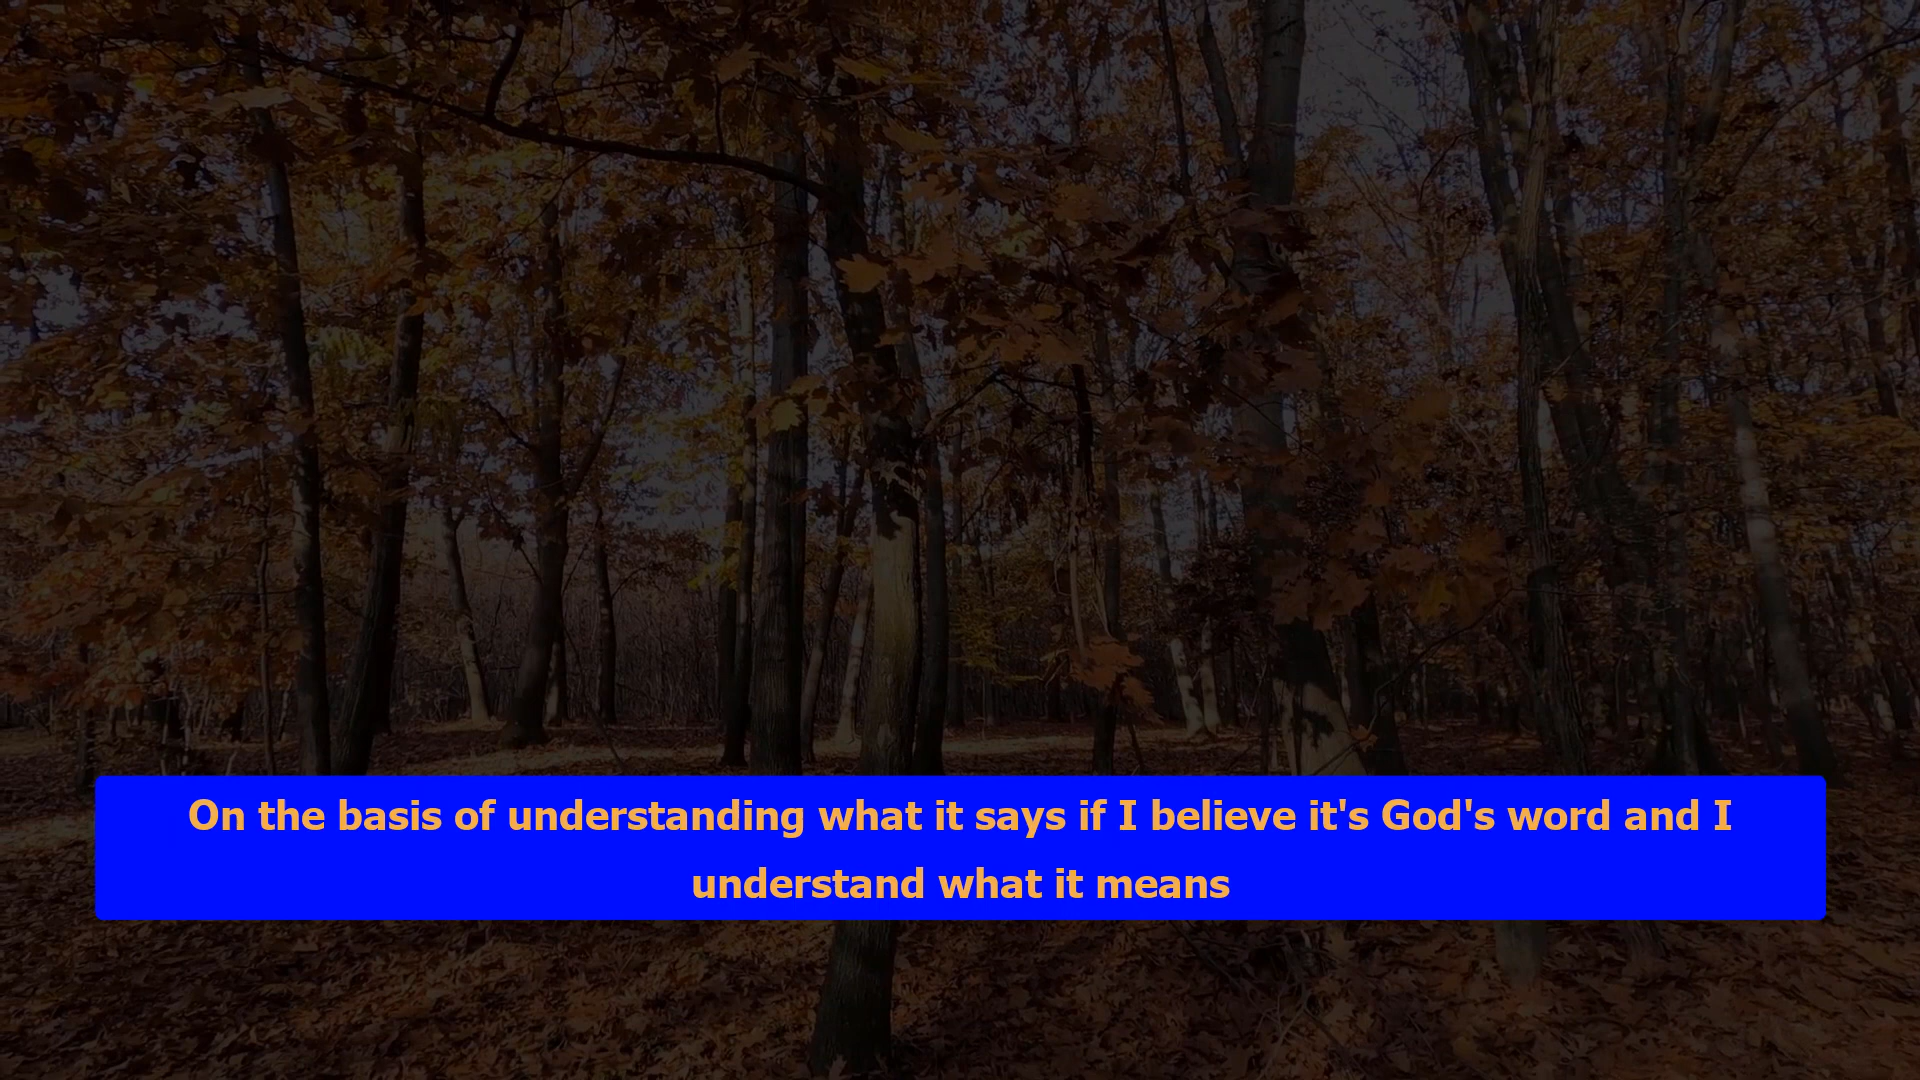 On the basis of understanding what it says if I believe it's God's word and I
understand what it means